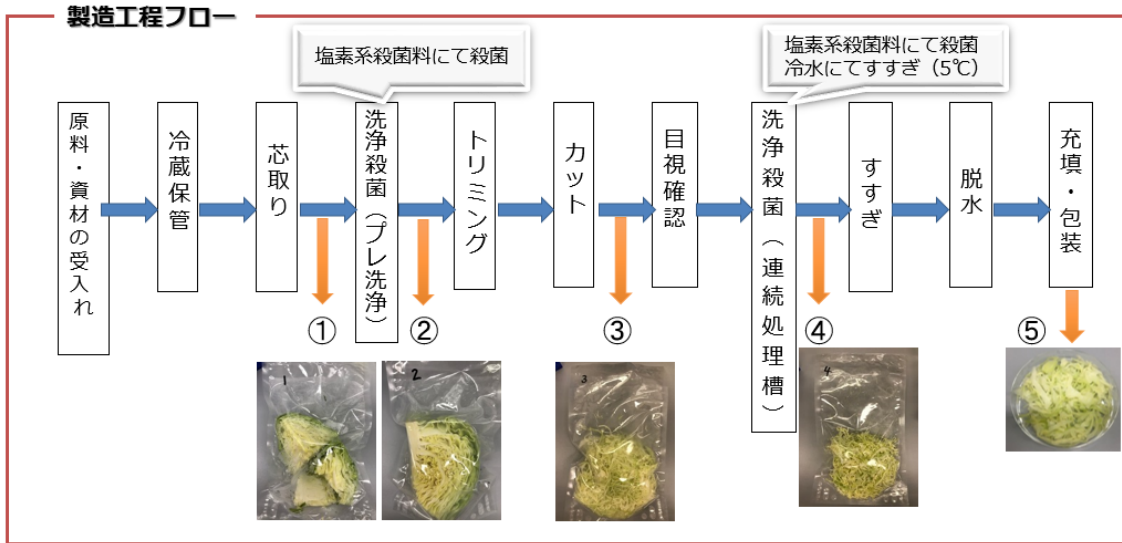 製造工程フロー
塩素系殺菌料にて殺菌
塩素系殺菌料にて殺菌
冷水にてすすぎ（5℃）
原料・資材の受入れ
冷蔵保管
芯取り
洗浄殺菌（プレ洗浄）
トリミング
カット
目視確認
洗浄殺菌（連続処理槽）
すすぎ
脱水
充填・包装
①
②
③
④
⑤
1
2
3
4